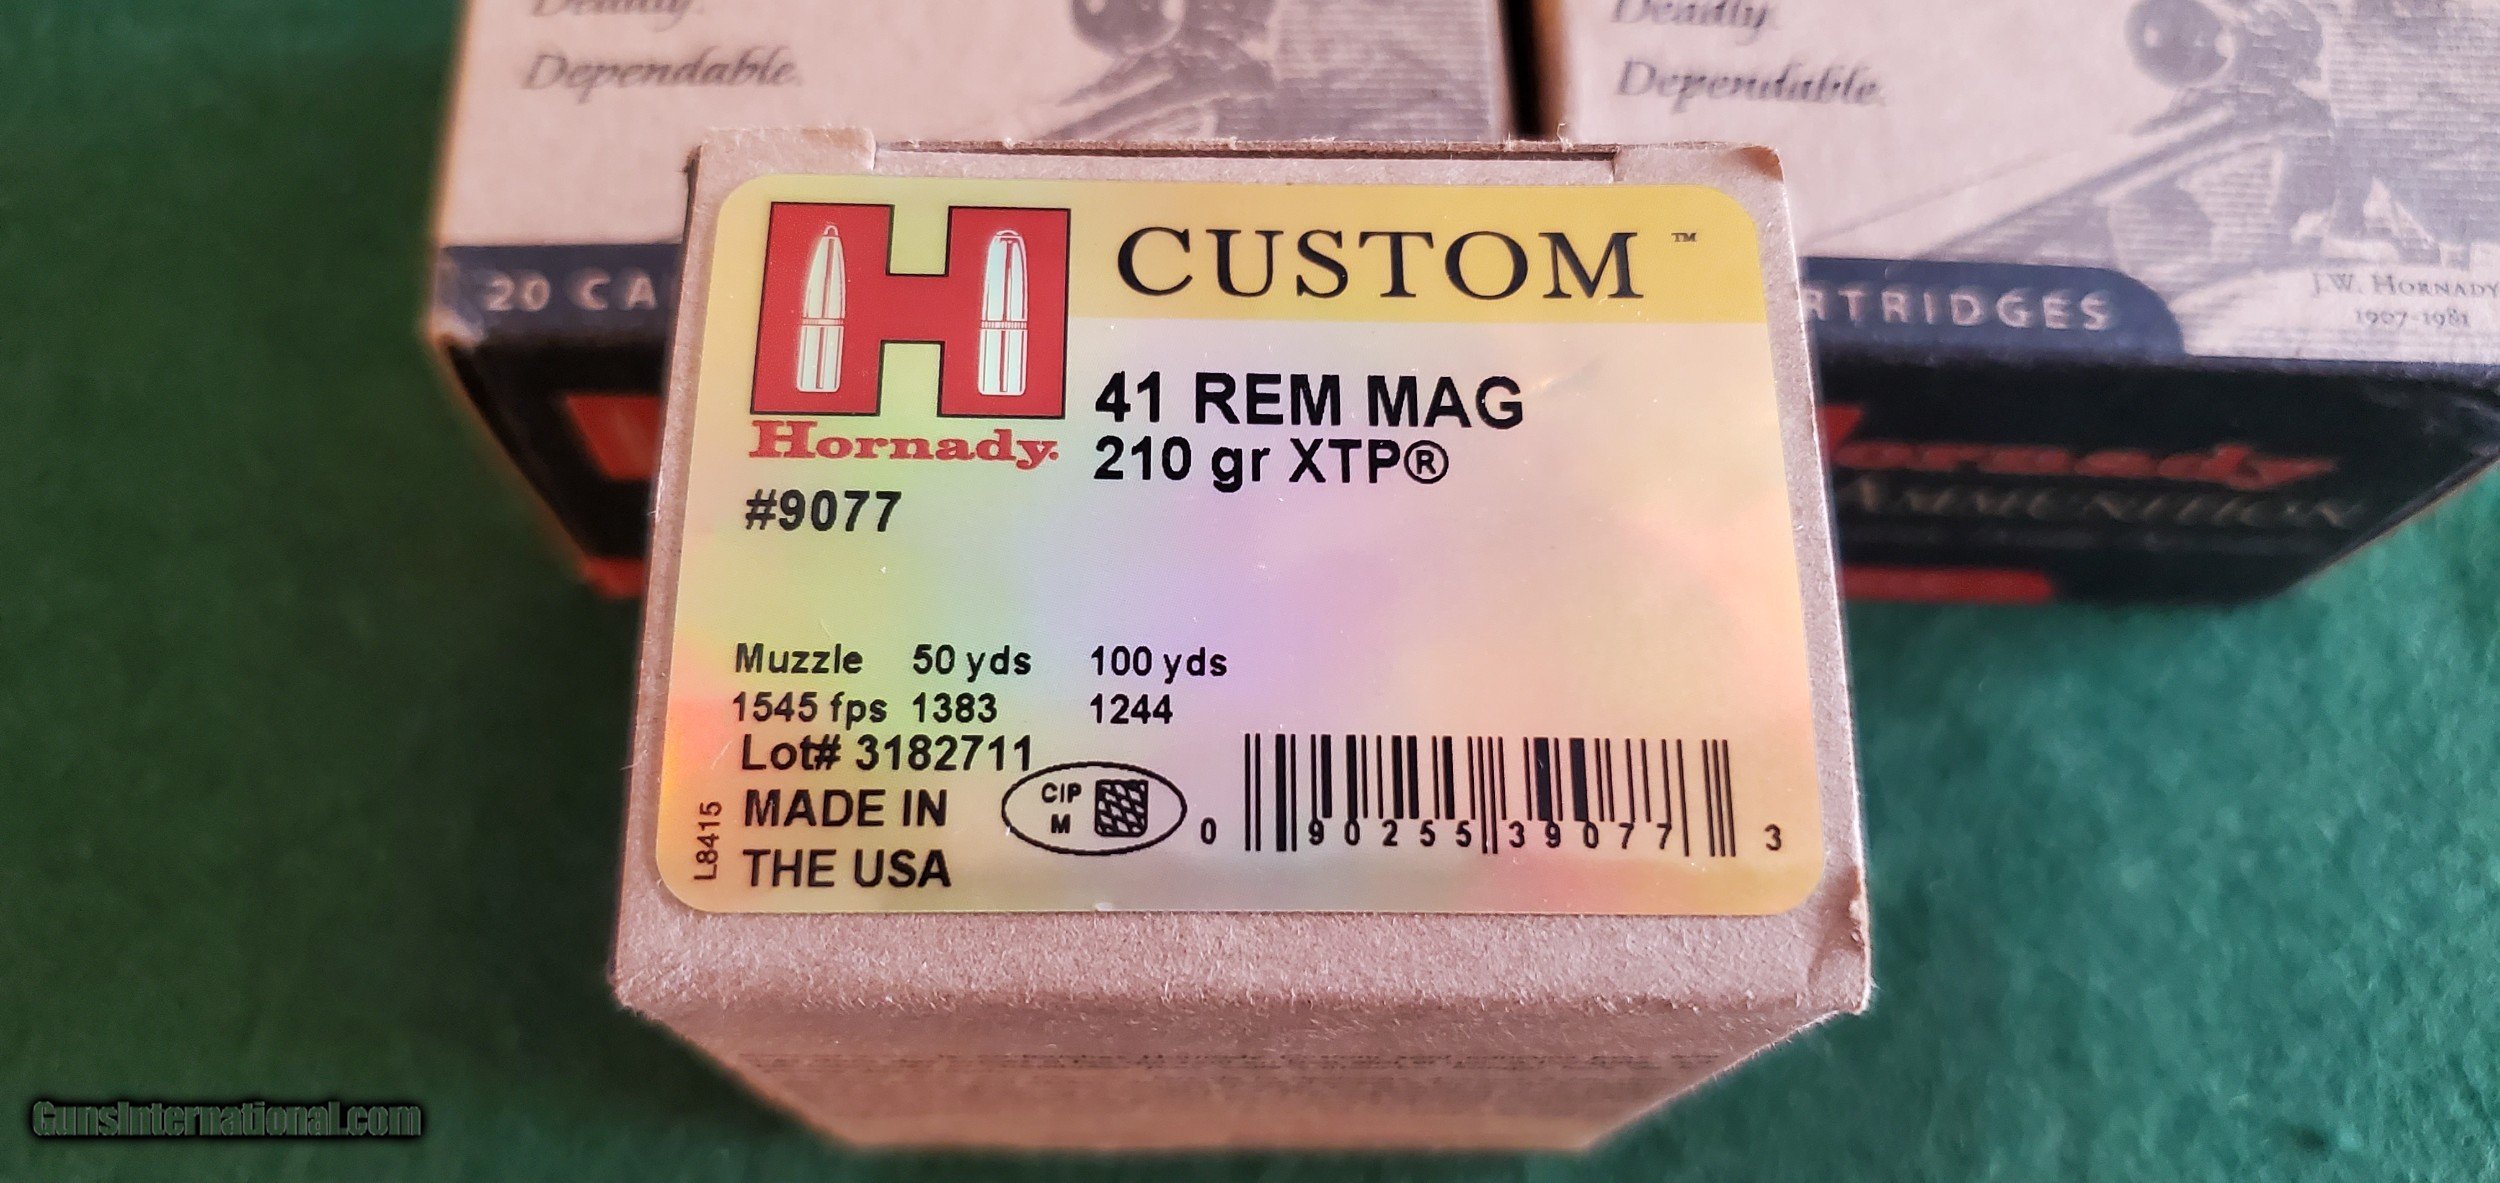 Deadly.
Dependable.
20 CA
Deadly.
Dependable.
J.W. HORNADY
1907-1981
RTRIDGES
ornady
AMMUNITION
CUSTOM™
Hornady.
41 REM MAG
210 gr XTP®
#9077
Muzzle 50 yds 100 yds
1545 fps 1383 1244
Lot# 3182711
CIP
M
L8415
MADE IN
THE USA
0 90255 39077 3
GunsInternational.com